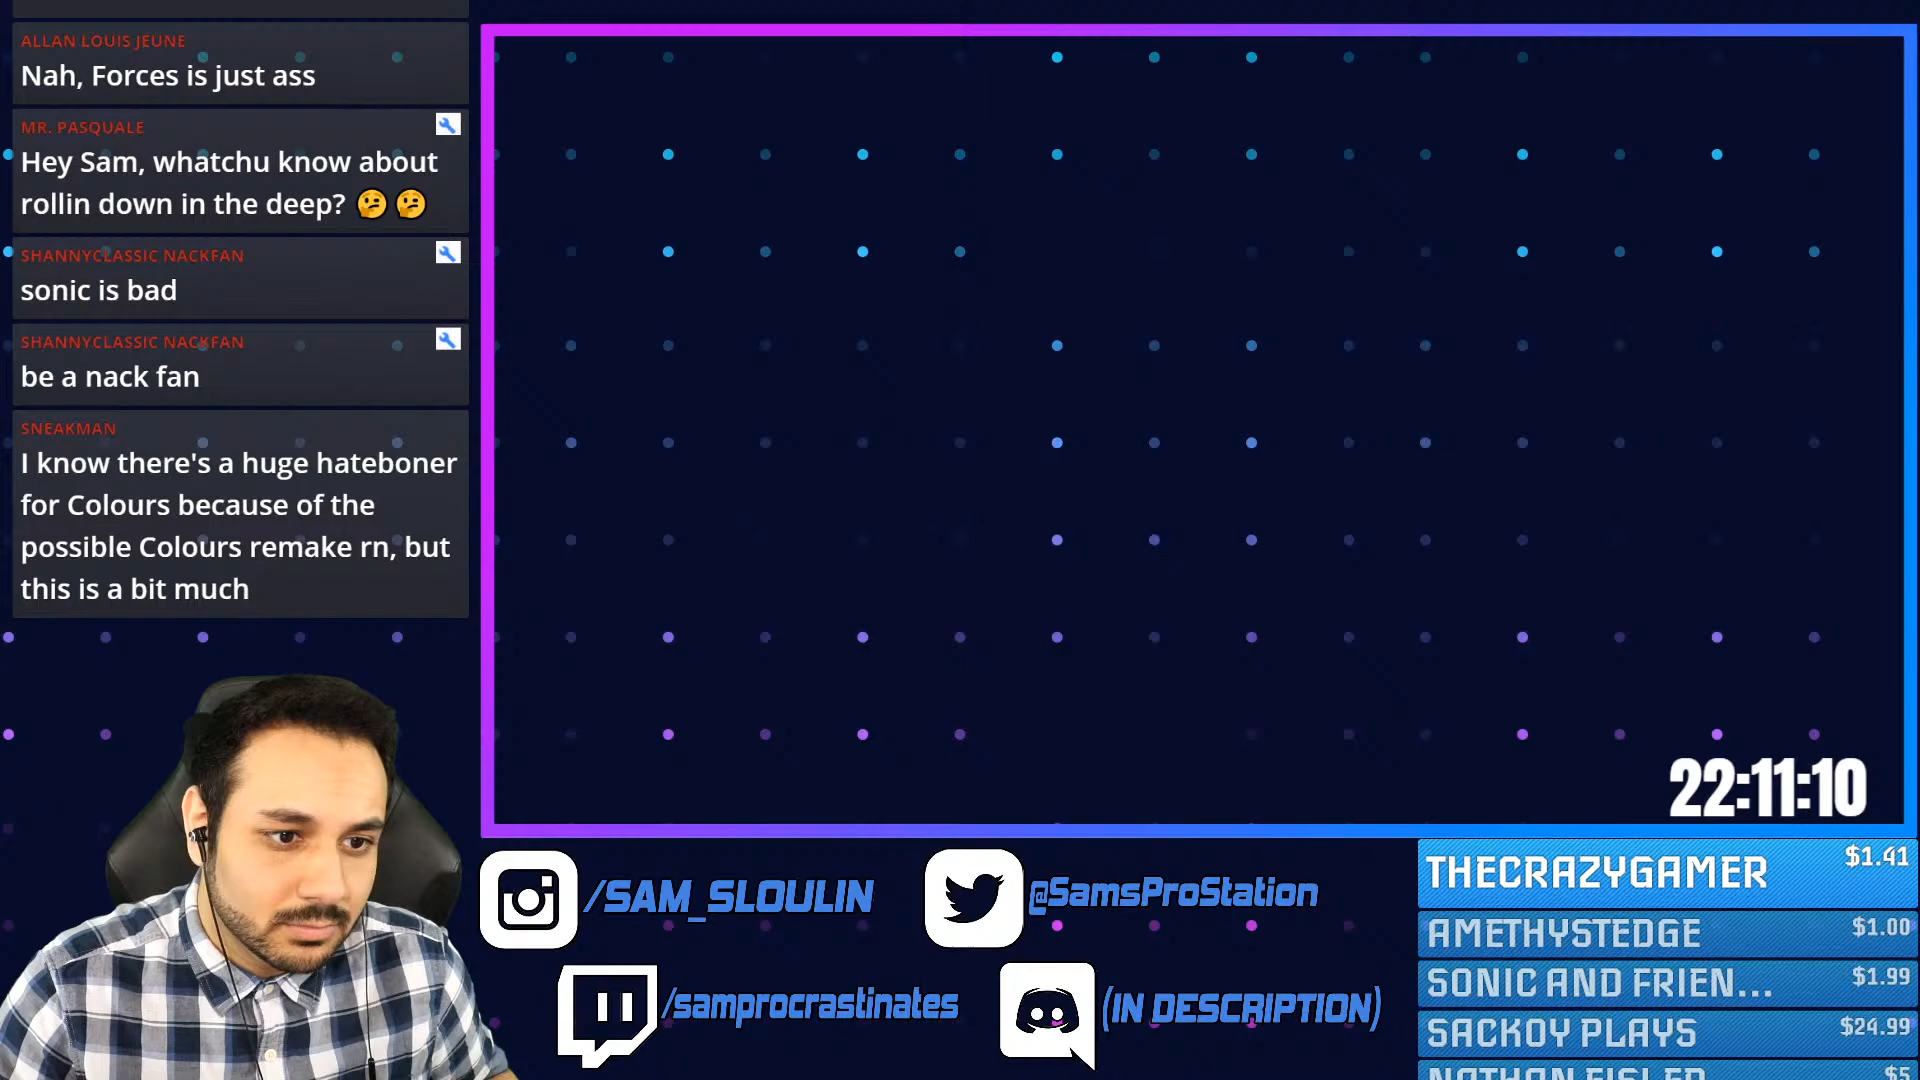 ALLAN LOUIS JEUNE
Nah, Forces is just ass
MR. PASQUALE
Hey Sam, whatchu know about
rollin down in the deep? 🤔 🤔
SHANNYCLASSIC NACKFAN
sonic is bad
SHANNYCLASSIC NACKFAN
be a nack fan
SNEAKMAN
I know there's a huge hateboner
for Colours because of the
possible Colours remake rn, but
this is a bit much
22:11:10
/SAM_SLOULIN
@SamsProStation
/samprocrastinates
(IN DESCRIPTION)
THECRAZYGAMER $1.41
AMETHYSTEDGE $1.00
SONIC AND FRIEN... $1.99
SACKOY PLAYS $24.99
NATHAN EISLER $5